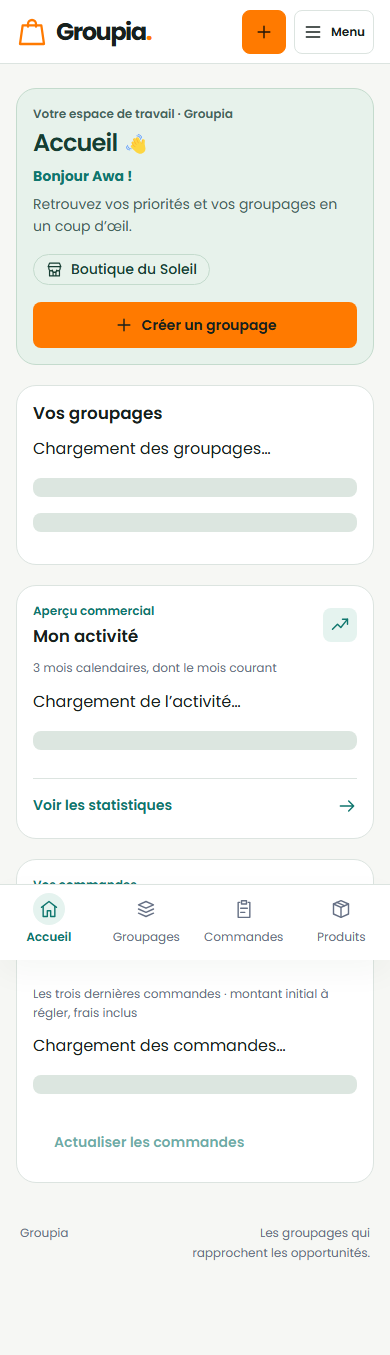 Groupia.
Menu
Votre espace de travail · Groupia
Accueil 👋
Bonjour Awa !
Retrouvez vos priorités et vos groupages en
un coup d’œil.
Boutique du Soleil
Créer un groupage
Vos groupages
Chargement des groupages…
Aperçu commercial
Mon activité
3 mois calendaires, dont le mois courant
Chargement de l’activité…
Voir les statistiques
Vos commandes
Accueil
Groupages
Commandes
Produits
Les trois dernières commandes · montant initial à
régler, frais inclus
Chargement des commandes…
Actualiser les commandes
Groupia
Les groupages qui
rapprochent les opportunités.